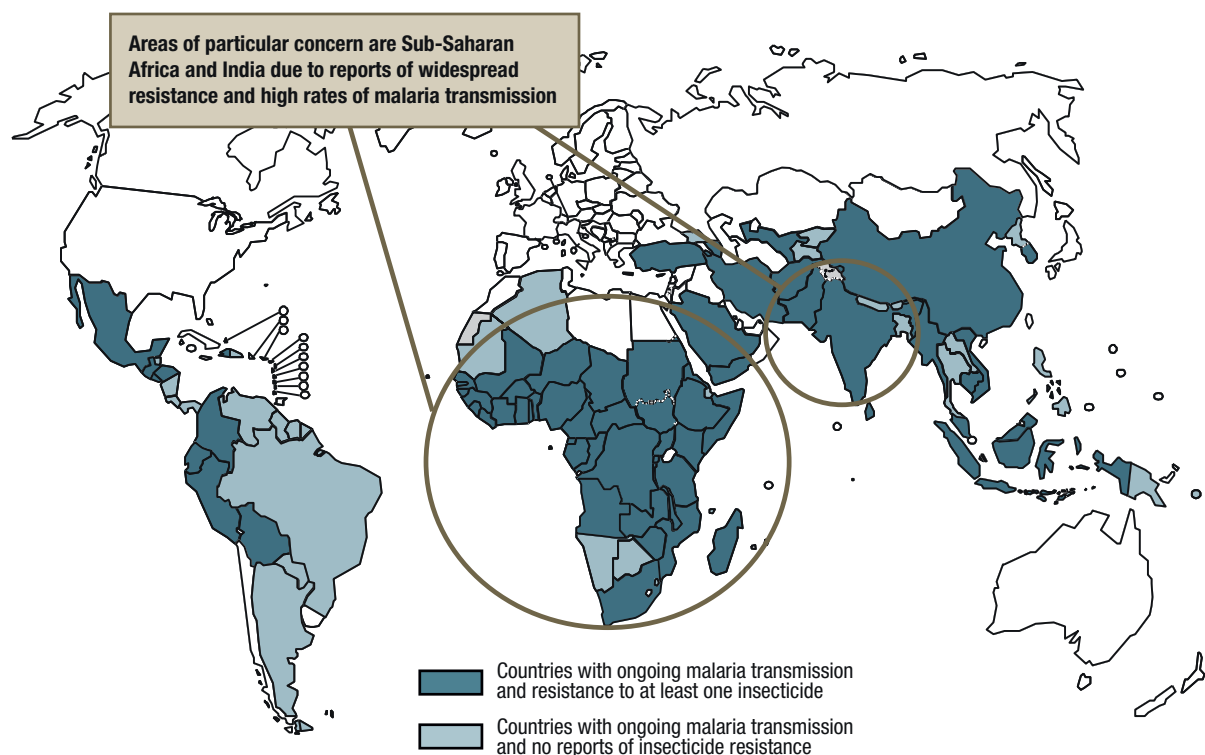 Areas of particular concern are Sub-Saharan
Africa and India due to reports of widespread
resistance and high rates of malaria transmission
Countries with ongoing malaria transmission
and resistance to at least one insecticide
Countries with ongoing malaria transmission
and no reports of insecticide resistance